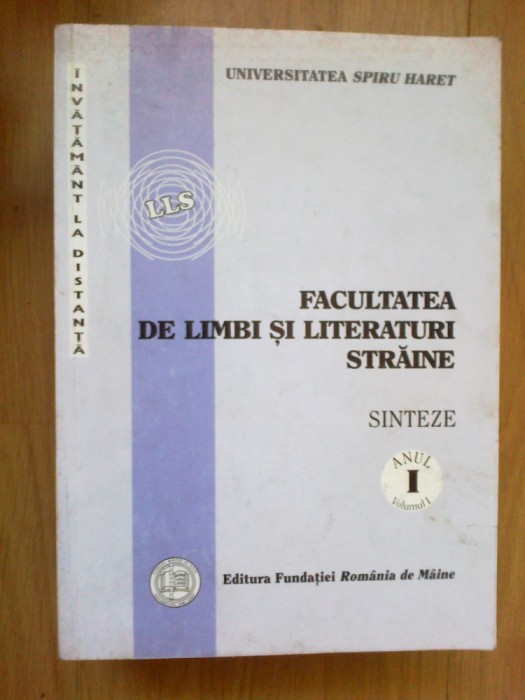 UNIVERSITATEA SPIRU HARET
ÎNVĂȚĂMÂNT LA DISTANȚĂ
LLS
FACULTATEA
DE LIMBI ȘI LITERATURI
STRĂINE
SINTEZE
ANUL
I
Volumul I
Editura Fundației România de Mâine